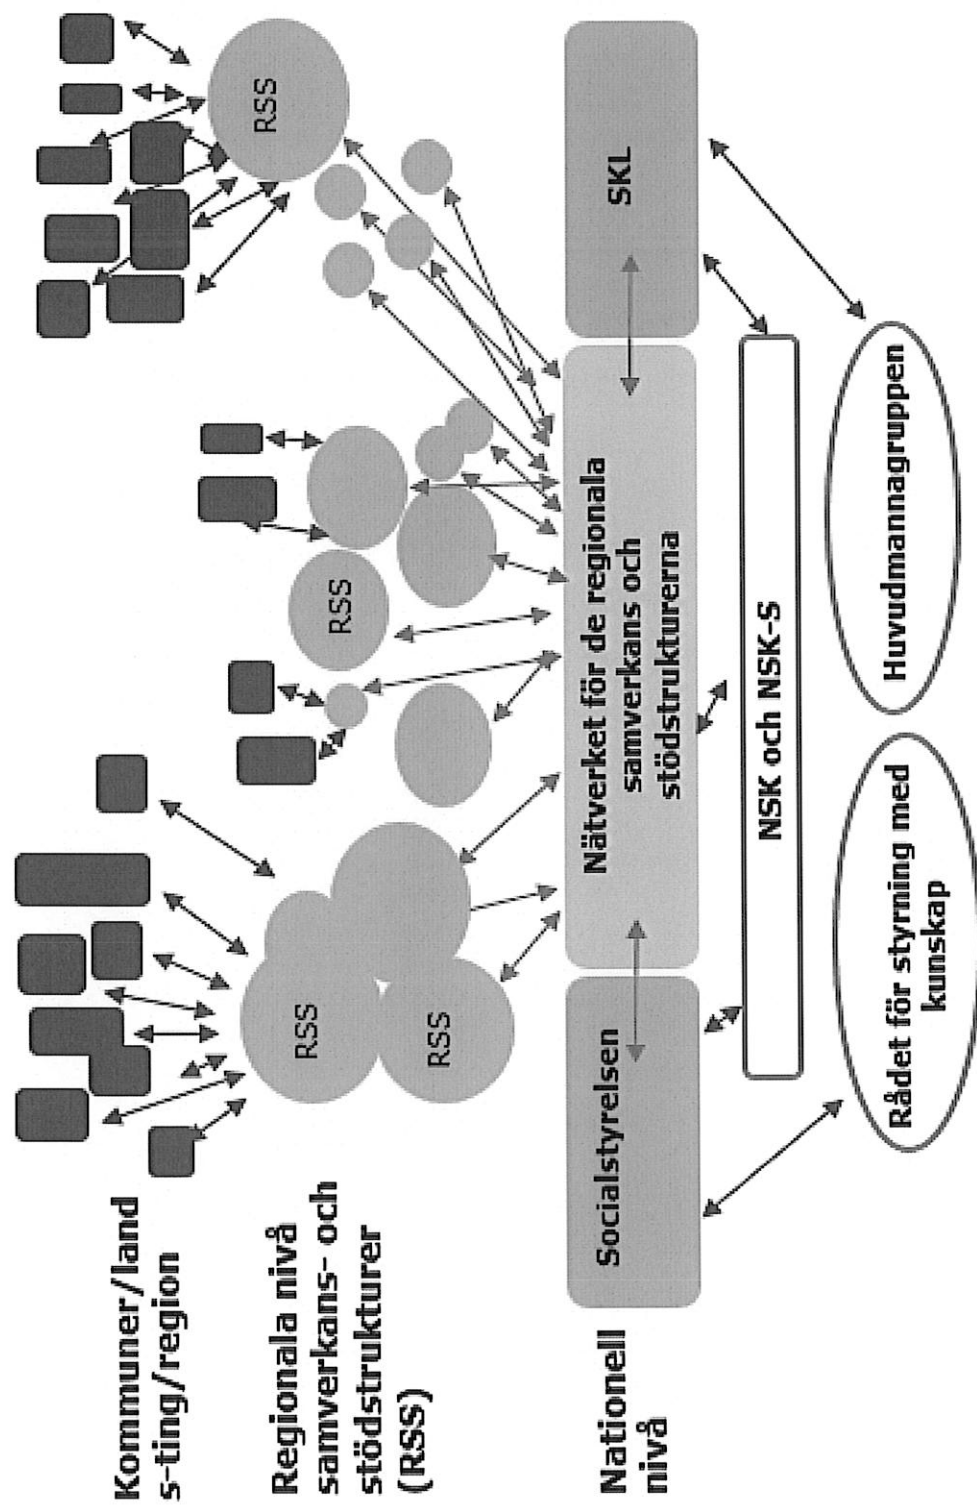 Kommuner/land
s-ting/region
Regionala nivå
samverkans- och
stödstrukturer
(RSS)
RSS
RSS
RSS
RSS
Nationell
nivå
Socialstyrelsen
Nätverket för de regionala
samverkans och
stödstrukturerna
SKL
NSK och NSK-S
Rådet för styrning med
kunskap
Huvudmannagruppen